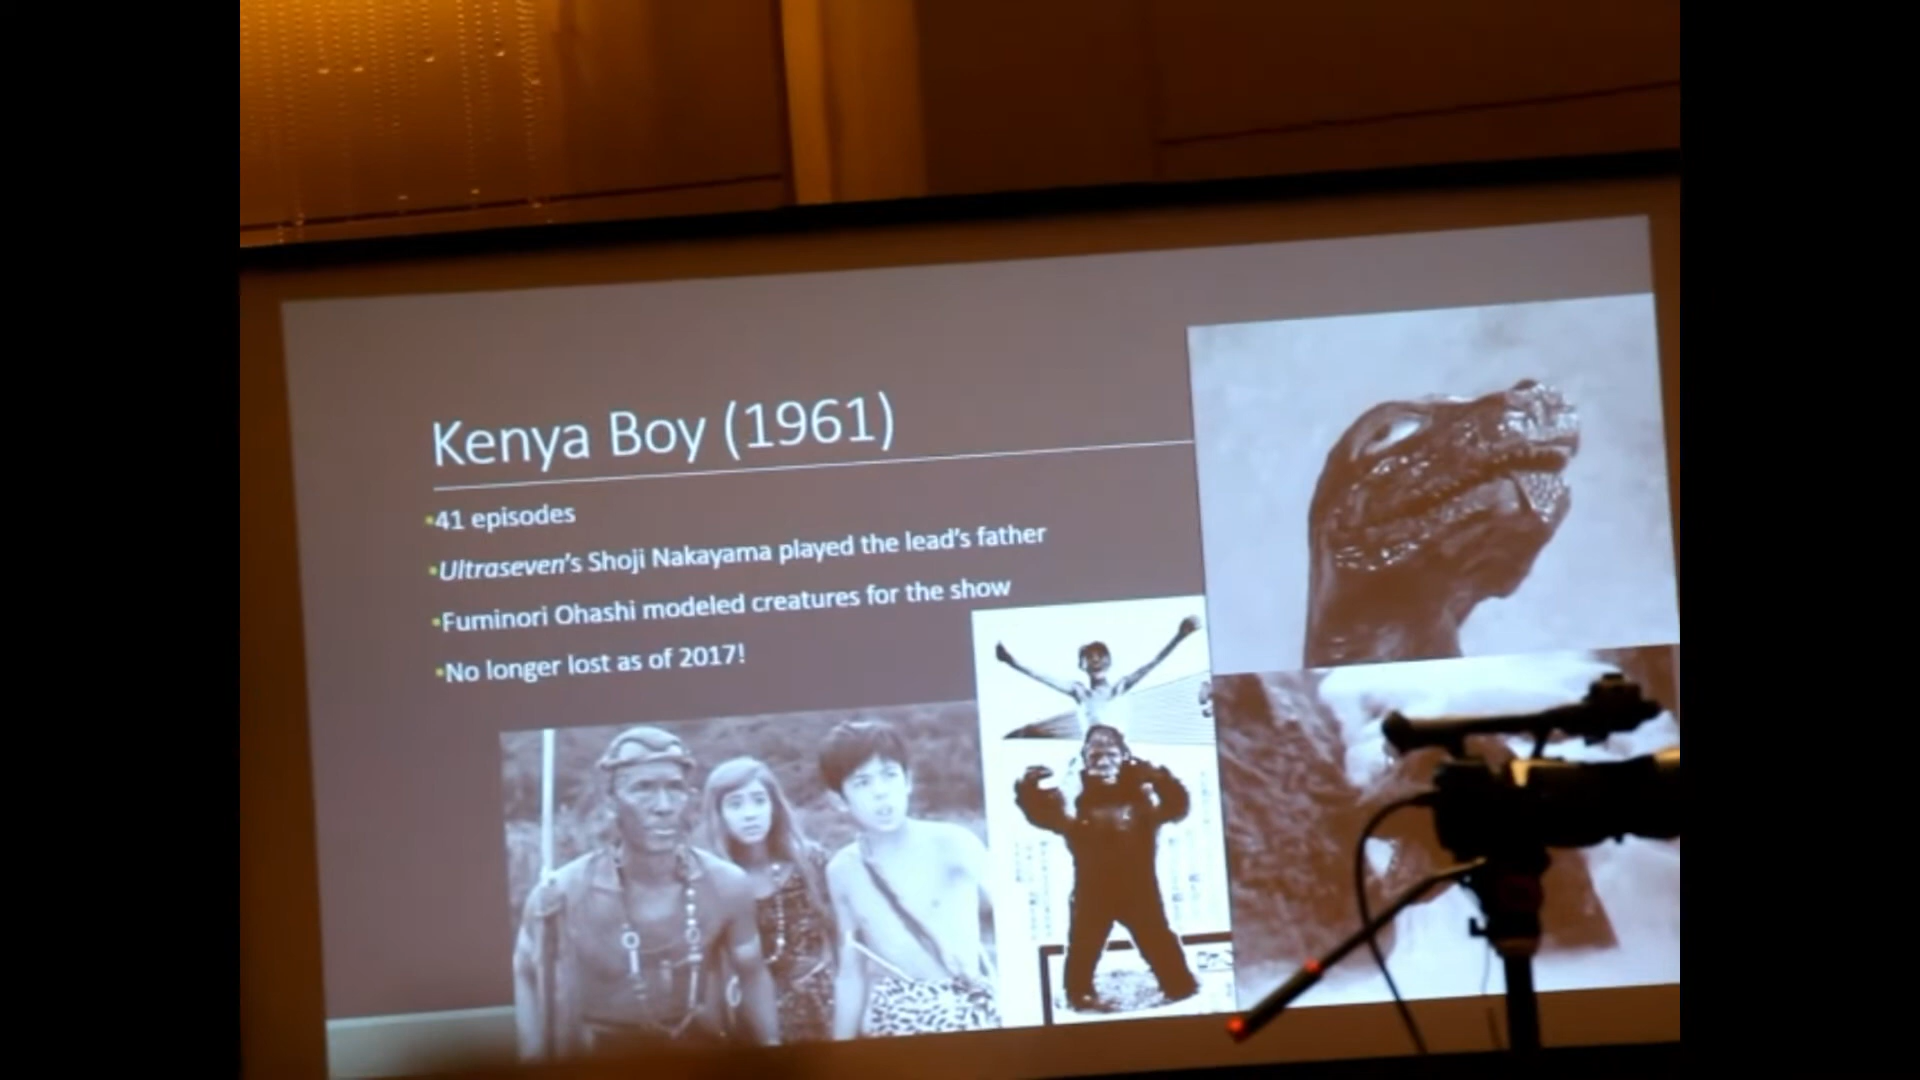 Kenya Boy (1961)
▪41 episodes
▪Ultraseven's Shoji Nakayama played the lead's father
▪Fuminori Ohashi modeled creatures for the show
▪No longer lost as of 2017!